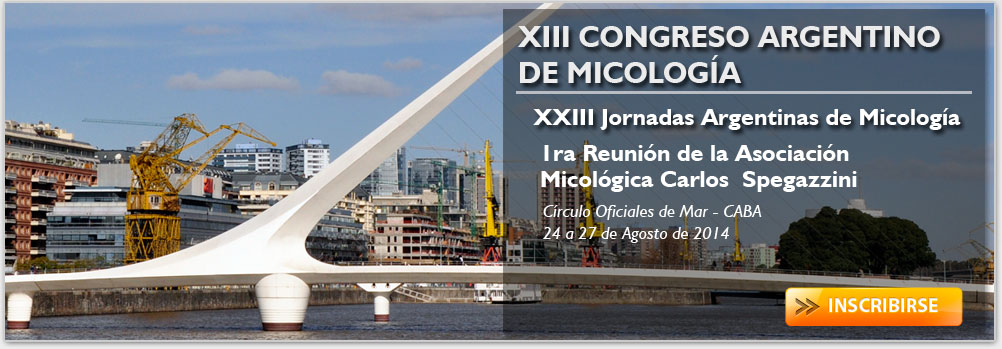 XIII CONGRESO ARGENTINO
DE MICOLOGÍA
XXIII Jornadas Argentinas de Micología
1ra Reunión de la Asociación
Micológica Carlos Spegazzini
Círculo Oficiales de Mar - CABA
24 a 27 de Agosto de 2014
INSCRIBIRSE